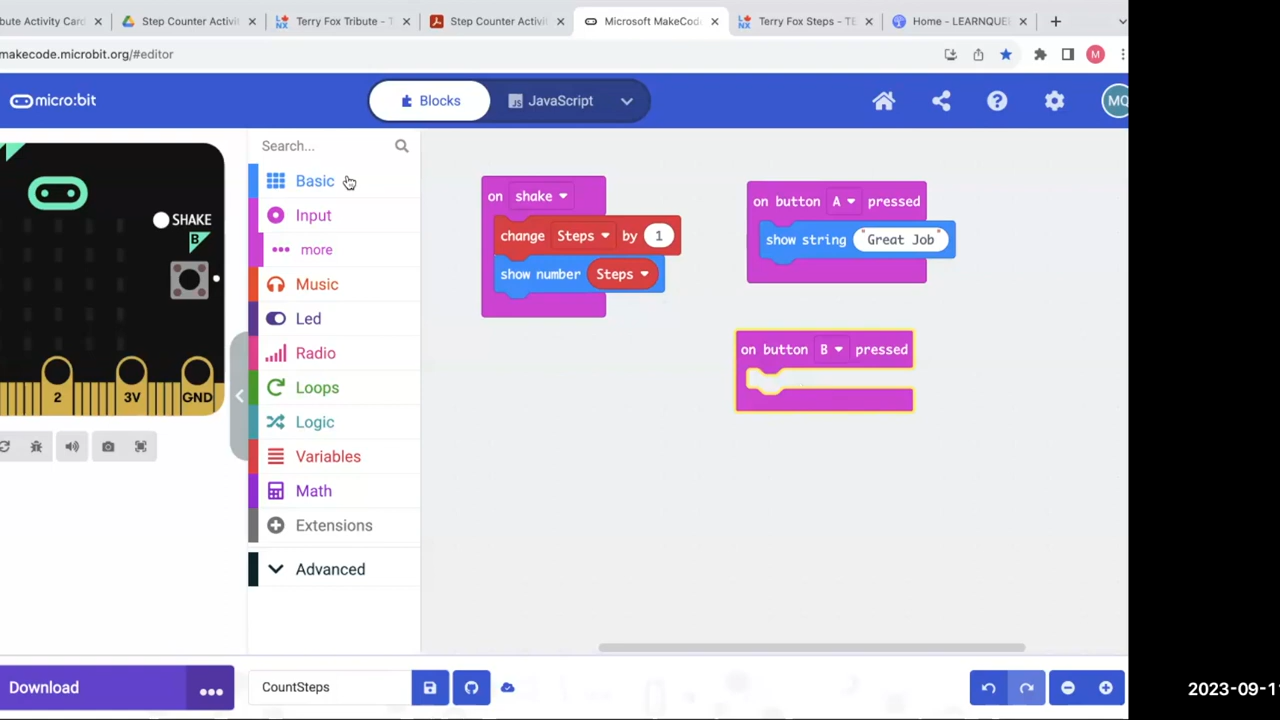 bute Activity Card
Step Counter Activi
Terry Fox Tribute - T
Step Counter Activi
Microsoft MakeCod
Terry Fox Steps - TE
Home - LEARNQUE
makecode.microbit.org/#editor
M
micro:bit
Blocks
JS JavaScript
MQ
Search...
Basic
Input
more
Music
Led
Radio
Loops
Logic
Variables
Math
Extensions
Advanced
SHAKE
B
2 3V GND
on shake
change Steps by 1
show number Steps
on button A pressed
show string "Great Job"
on button B pressed
Download
CountSteps
2023-09-1